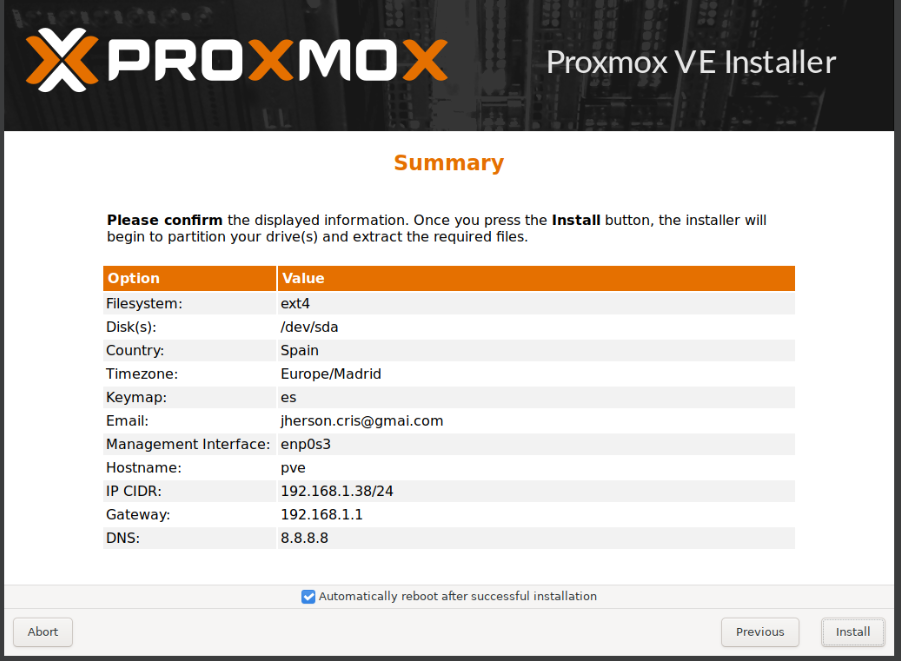 PROXMOX
Proxmox VE Installer
Summary
Please confirm the displayed information. Once you press the Install button, the installer will
begin to partition your drive(s) and extract the required files.
Option Value
Filesystem: ext4
Disk(s): /dev/sda
Country: Spain
Timezone: Europe/Madrid
Keymap: es
Email: jherson.cris@gmai.com
Management Interface: enp0s3
Hostname: pve
IP CIDR: 192.168.1.38/24
Gateway: 192.168.1.1
DNS: 8.8.8.8
Automatically reboot after successful installation
Abort Previous Install